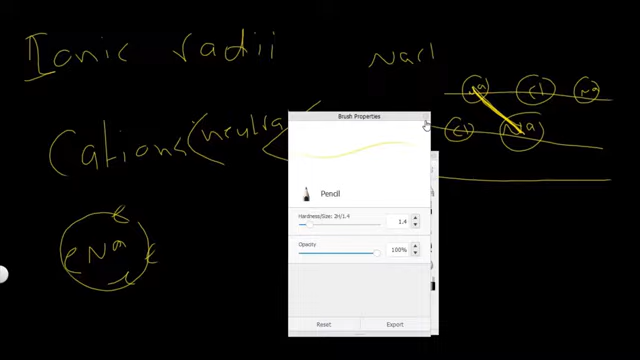 Ionic radii
Nacl
Na Cl Na
Cl Na
Cations (neutra
Na
Brush Properties
Pencil
Hardness/Size: 2H/1.4
1.4
Opacity
100%
Reset Export